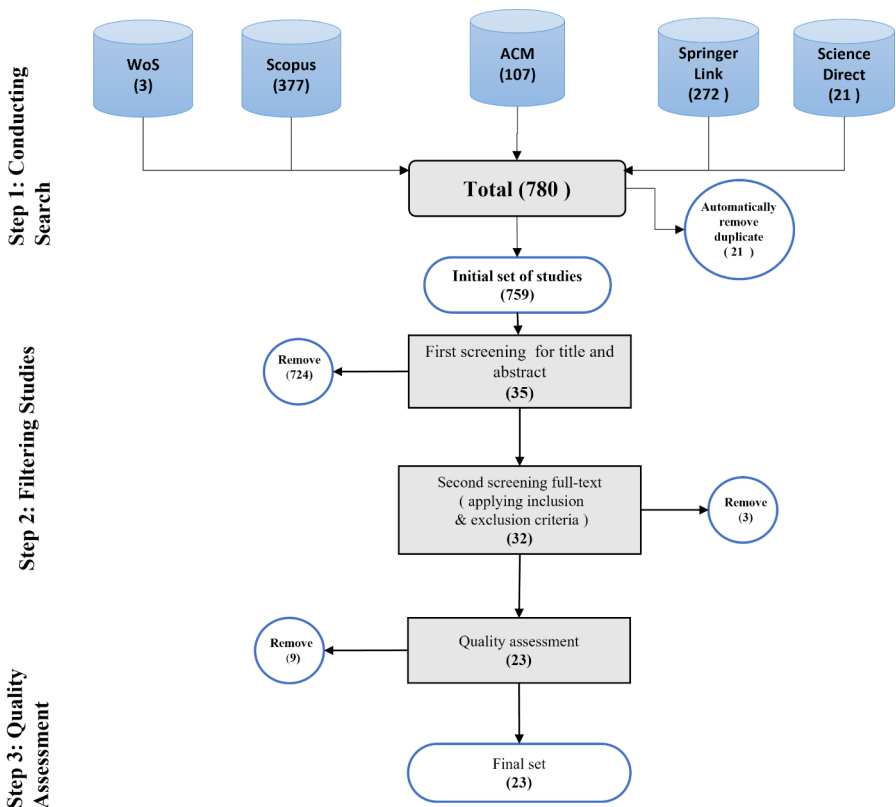 Step 1: Conducting
Search
WoS
(3)
Scopus
(377)
ACM
(107)
Springer
Link
(272 )
Science
Direct
(21 )
Total (780 )
Automatically
remove
duplicate
( 21 )
Initial set of studies
(759)
Step 2: Filtering Studies
First screening for title and
abstract
(35)
Remove
(724)
Second screening full-text
( applying inclusion
& exclusion criteria )
(32)
Remove
(3)
Step 3: Quality
Assessment
Quality assessment
(23)
Remove
(9)
Final set
(23)